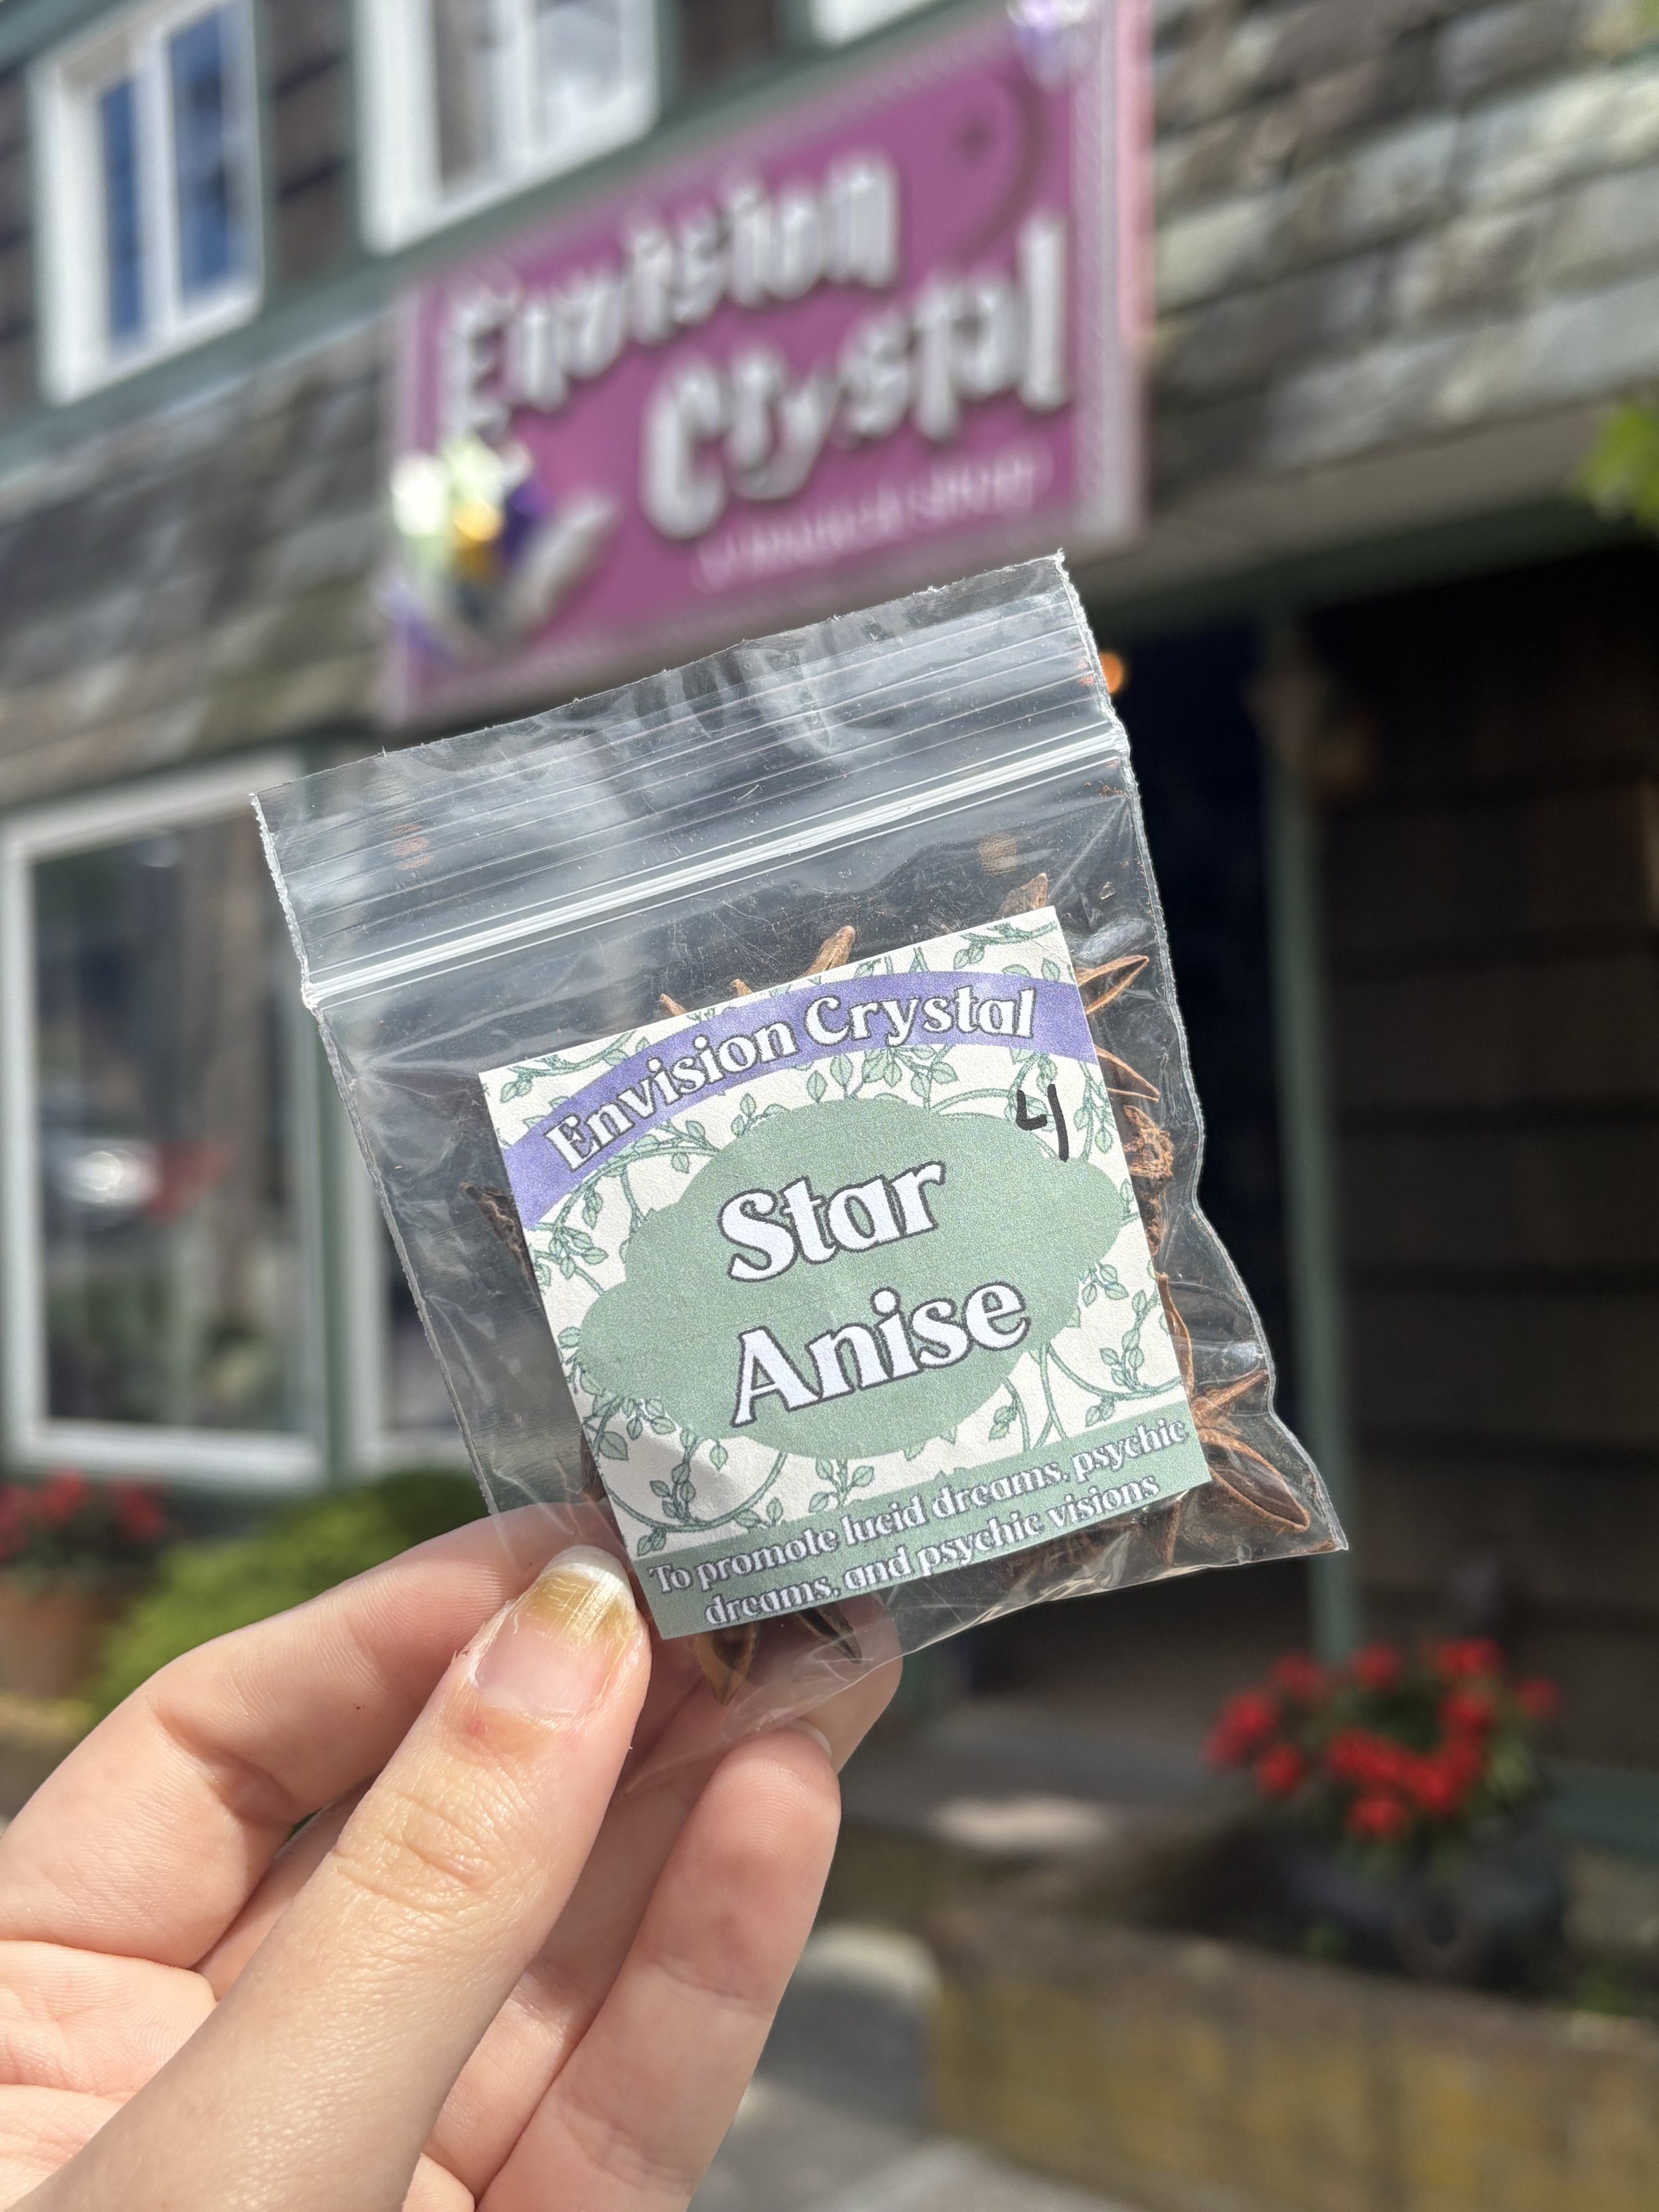 Envision
Crystal
Envision Crystal
4
Star
Anise
To promote lucid dreams, psychic
dreams, and psychic visions